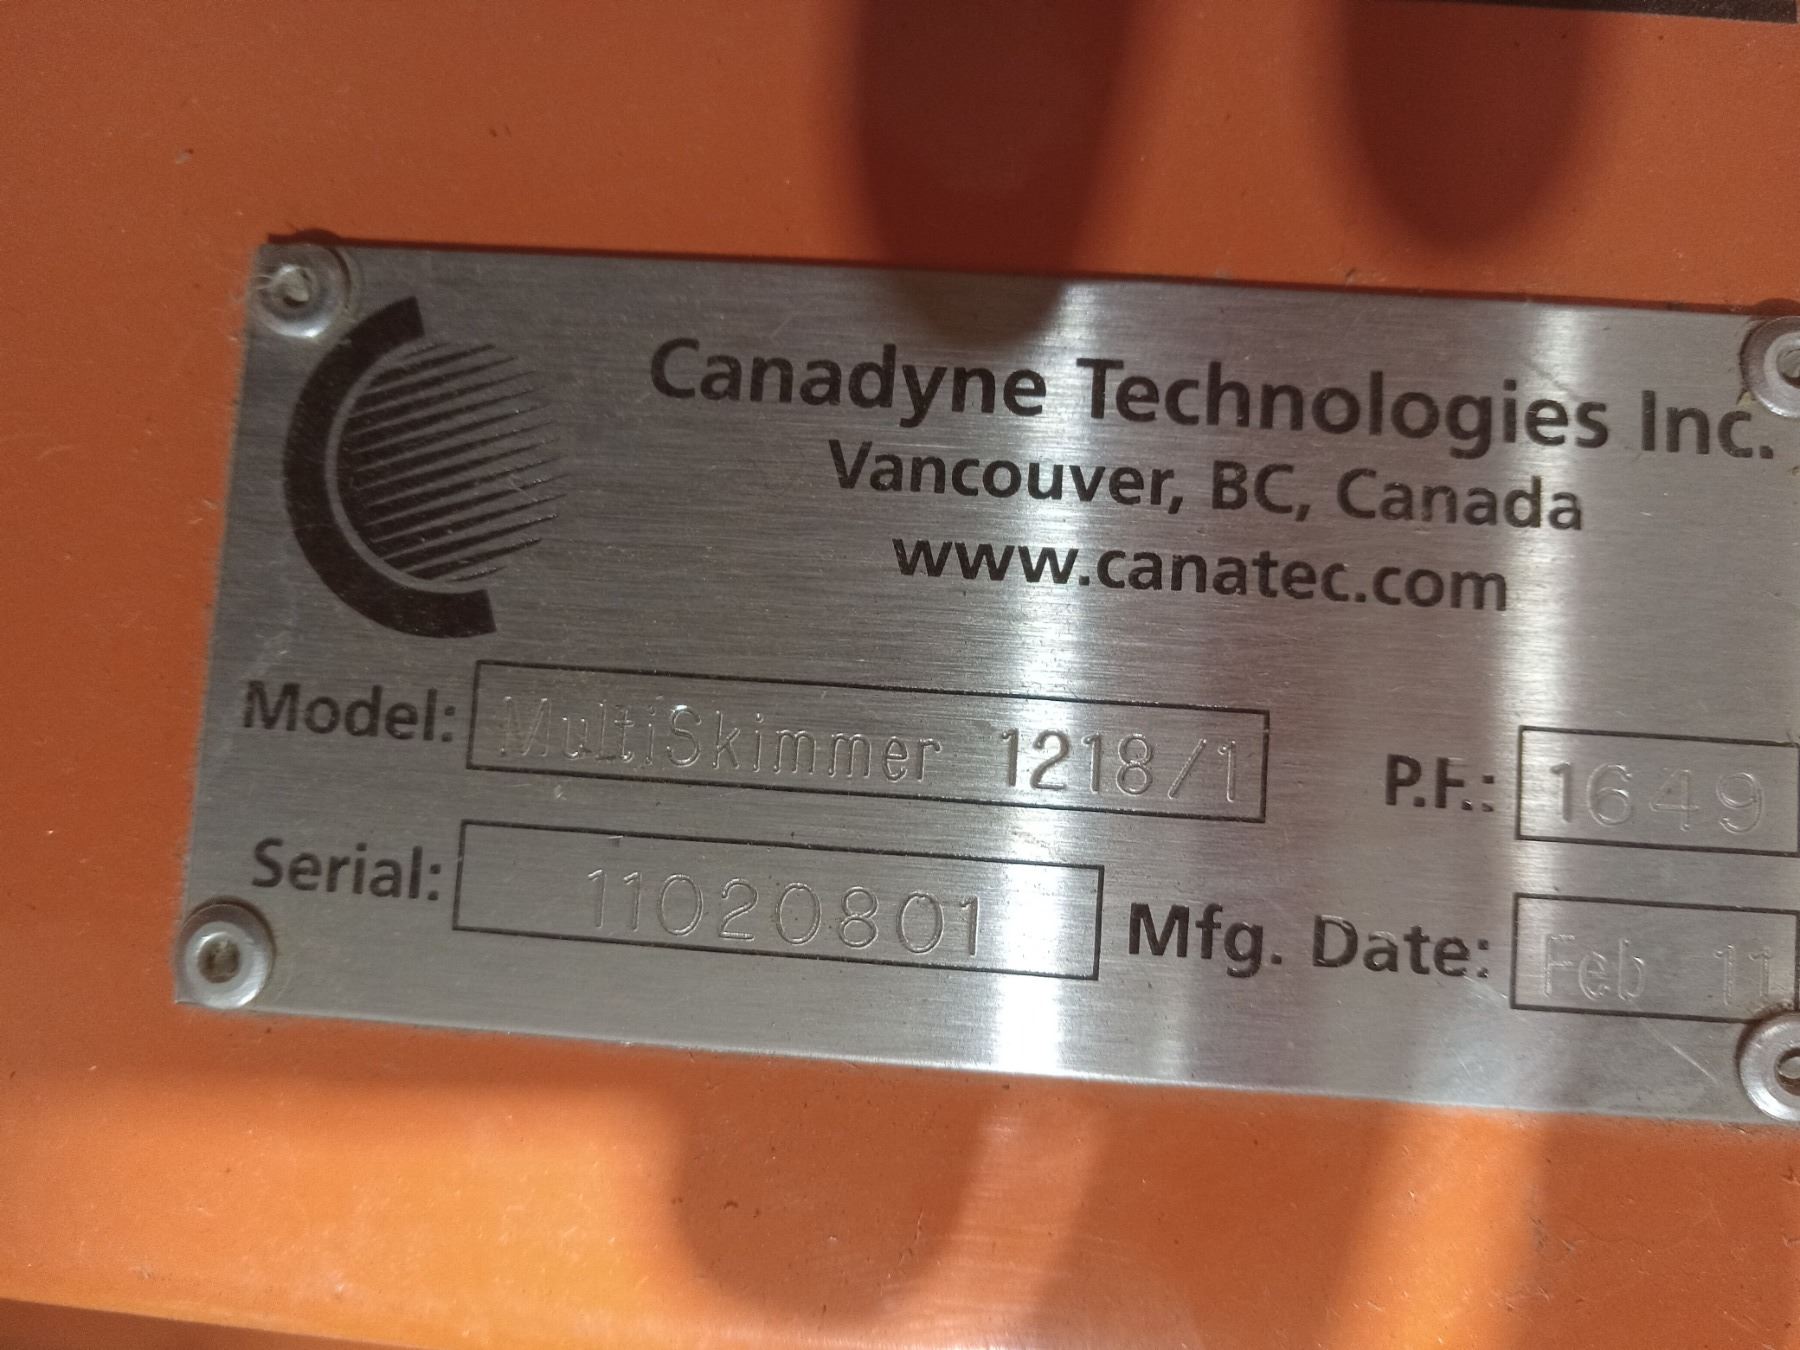 Canadyne Technologies Inc.
Vancouver, BC, Canada
www.canatec.com
Model: MultiSkimmer 1218/1 P.F.: 1649
Serial: 11020801 Mfg. Date: Feb 11